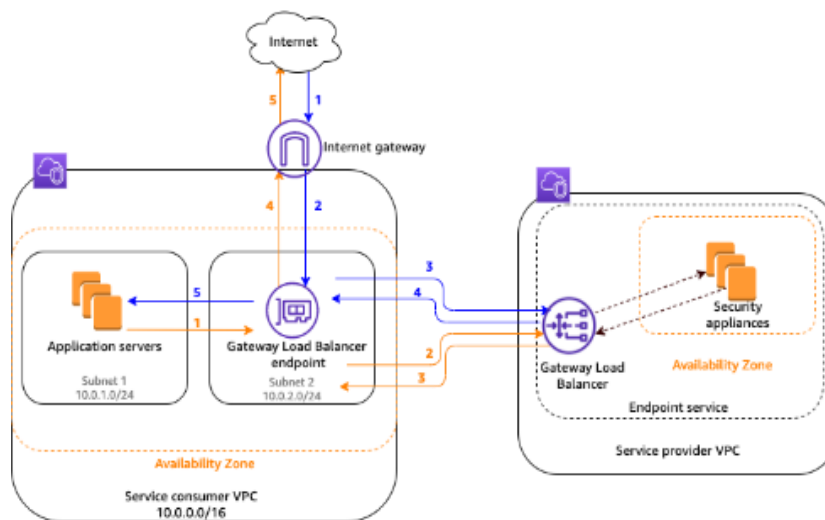 Internet
5
1
Internet gateway
4
2
3
4
5
1
2
3
Application servers
Subnet 1
10.0.1.0/24
Gateway Load Balancer
endpoint
Subnet 2
10.0.2.0/24
Availability Zone
Service consumer VPC
10.0.0.0/16
Security
appliances
Availability Zone
Gateway Load
Balancer
Endpoint service
Service provider VPC